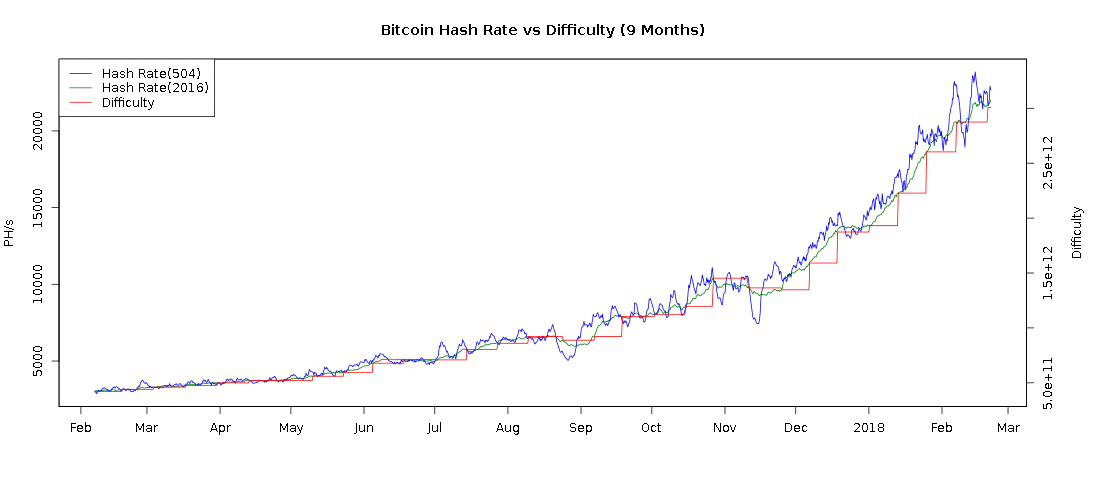 Bitcoin Hash Rate vs Difficulty (9 Months)
Hash Rate(504)
Hash Rate(2016)
Difficulty
PH/s
20000
15000
10000
5000
2.5e+12
1.5e+12
5.0e+11
Difficulty
Feb Mar Apr May Jun Jul Aug Sep Oct Nov Dec 2018 Feb Mar